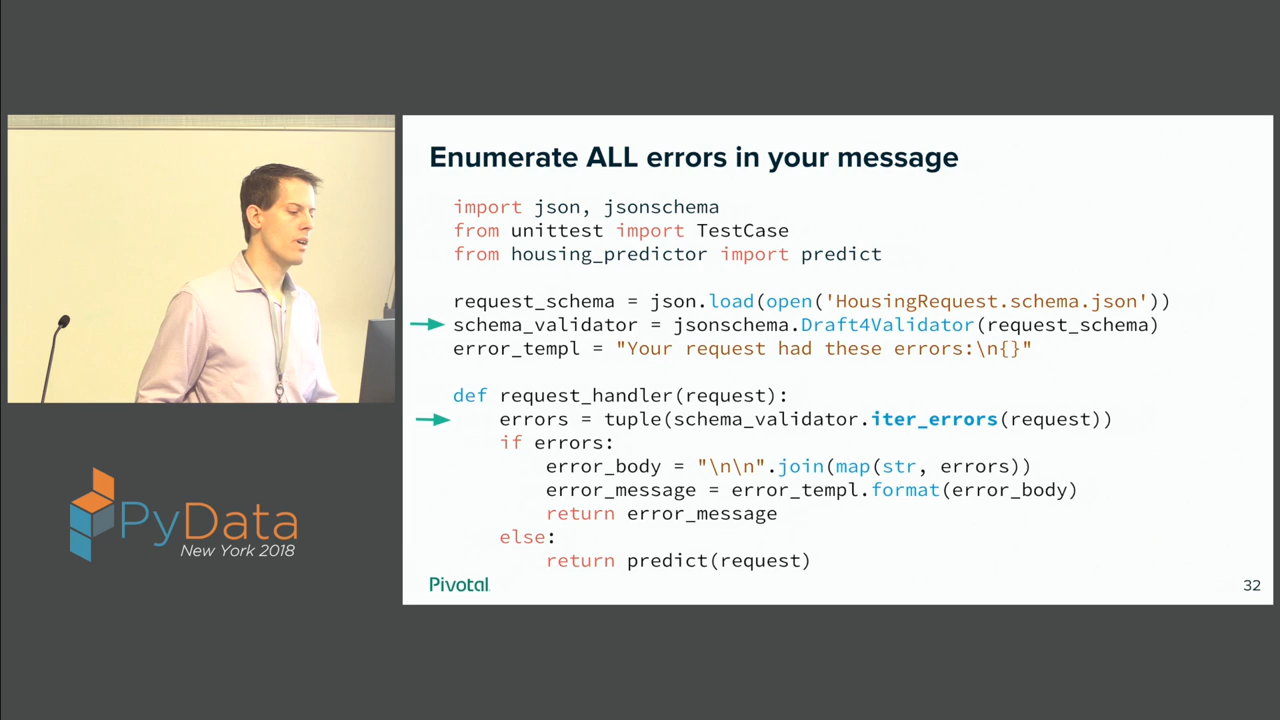 Enumerate ALL errors in your message
import json, jsonschema
from unittest import TestCase
from housing_predictor import predict
request_schema = json.load(open('HousingRequest.schema.json'))
schema_validator = jsonschema.Draft4Validator(request_schema)
error_templ = "Your request had these errors:\n{}"
def request_handler(request):
    errors = tuple(schema_validator.iter_errors(request))
    if errors:
        error_body = "\n\n".join(map(str, errors))
        error_message = error_templ.format(error_body)
        return error_message
    else:
        return predict(request)
Pivotal
32
PyData
New York 2018